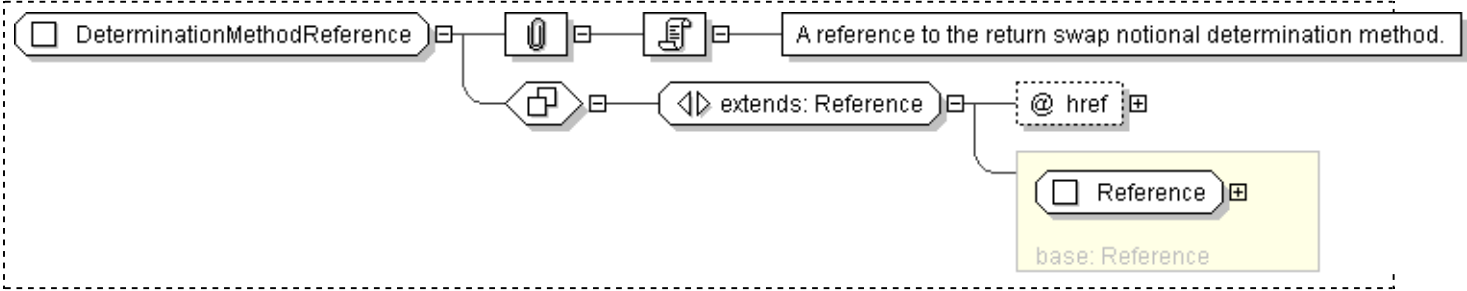 DeterminationMethodReference
A reference to the return swap notional determination method.
extends: Reference
@ href
Reference
base: Reference